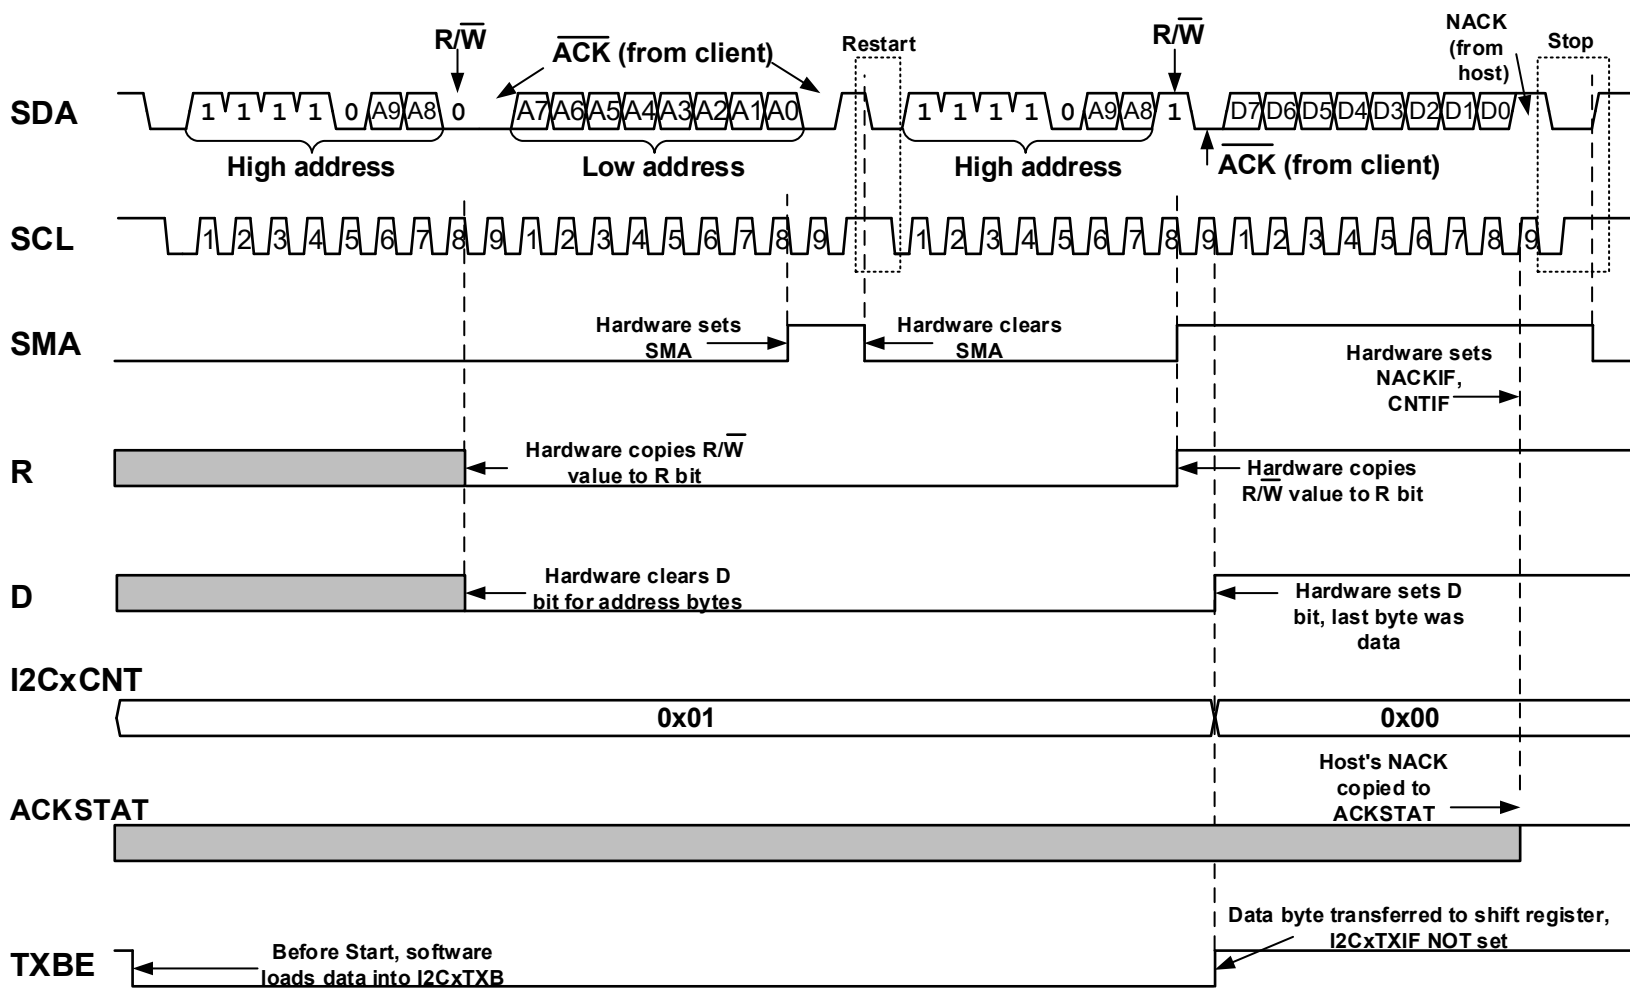 R/W
ACK (from client)
Restart
R/W
NACK
(from
host)
Stop
SDA
1 1 1 1 0 A9 A8 0 A7 A6 A5 A4 A3 A2 A1 A0 1 1 1 1 0 A9 A8 1 D7 D6 D5 D4 D3 D2 D1 D0
High address
Low address
High address
ACK (from client)
SCL
1 2 3 4 5 6 7 8 9 1 2 3 4 5 6 7 8 9 1 2 3 4 5 6 7 8 9 1 2 3 4 5 6 7 8 9
SMA
Hardware sets
SMA
Hardware clears
SMA
Hardware sets
NACKIF,
CNTIF
R
Hardware copies R/W
value to R bit
Hardware copies
R/W value to R bit
D
Hardware clears D
bit for address bytes
Hardware sets D
bit, last byte was
data
I2CxCNT
0x01
0x00
ACKSTAT
Host's NACK
copied to
ACKSTAT
TXBE
Before Start, software
loads data into I2CxTXB
Data byte transferred to shift register,
I2CxTXIF NOT set